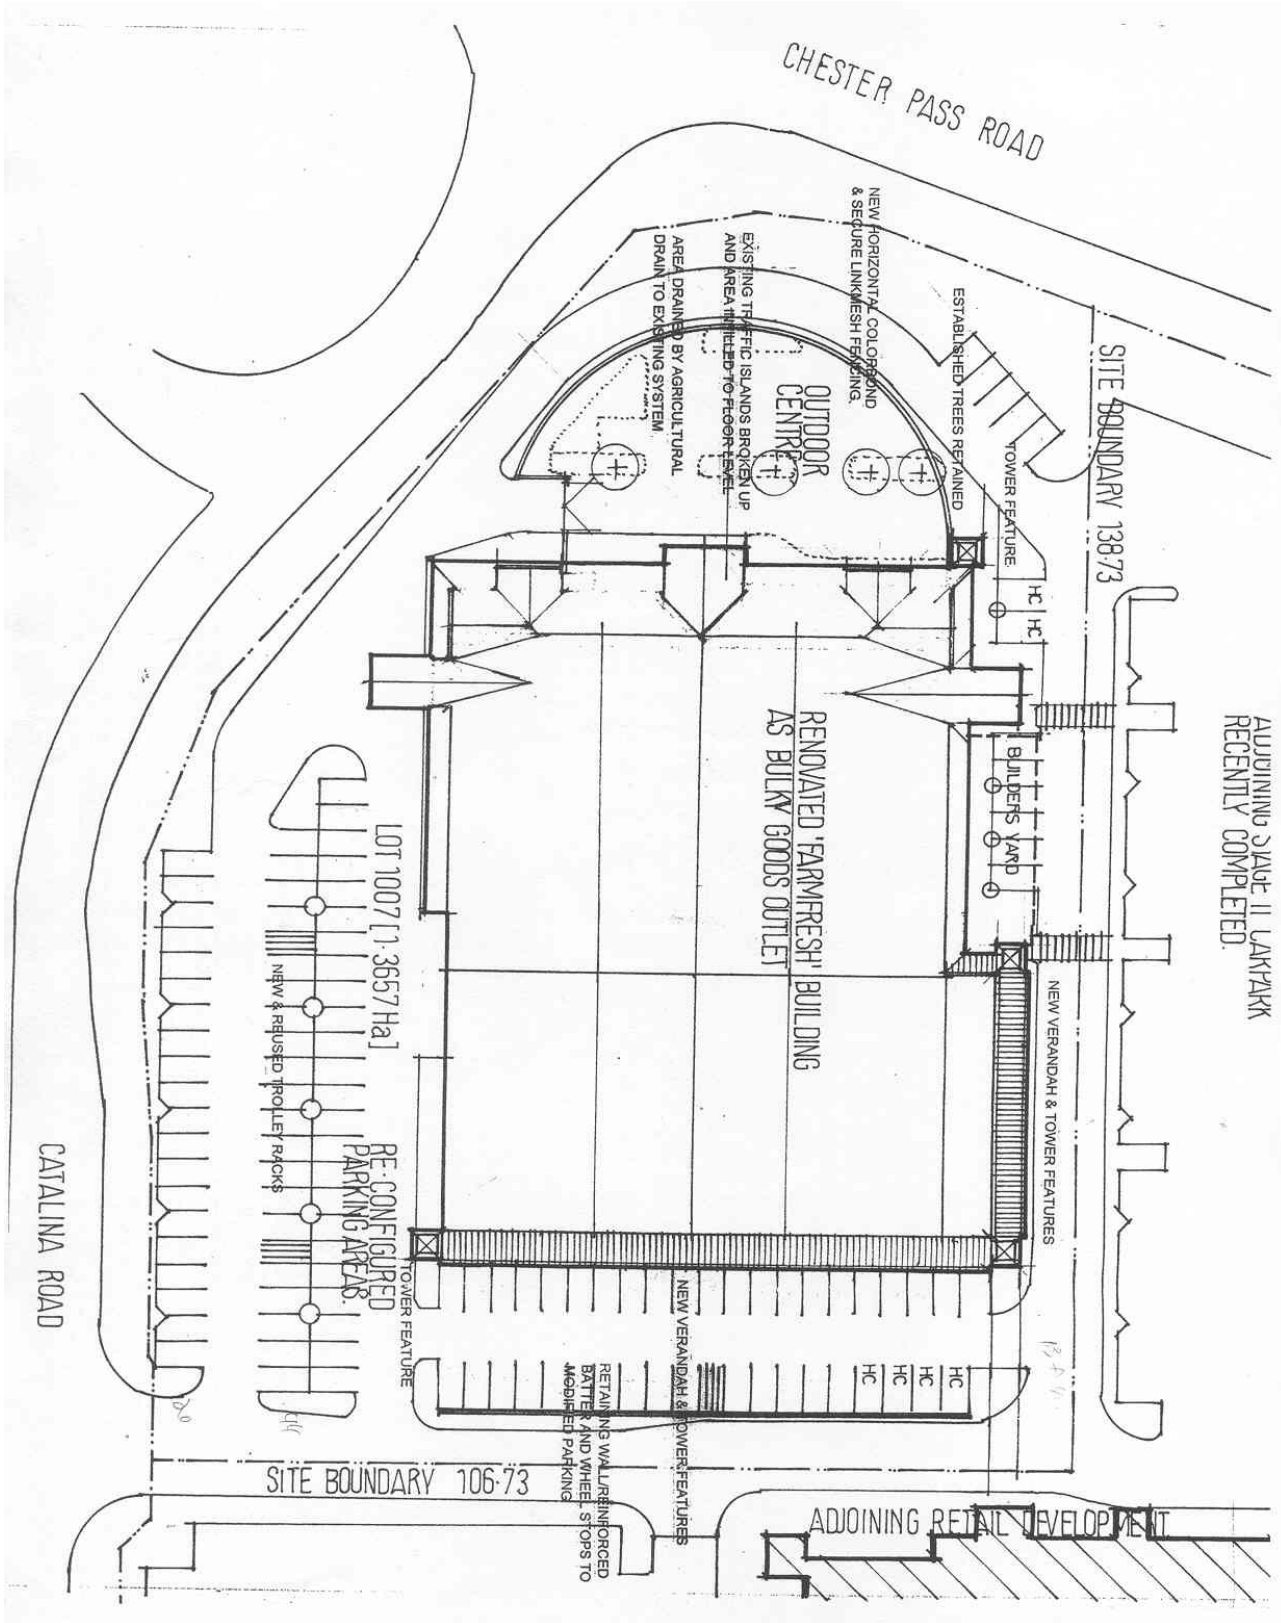 CHESTER PASS ROAD
NEW HORIZONTAL COLORBOND
& SECURE LINKMESH FENCING.
EXISTING TRAFFIC ISLANDS BROKEN UP
AND AREA INFILLED TO FLOOR LEVEL
AREA DRAINED BY AGRICULTURAL
DRAIN TO EXISTING SYSTEM
ESTABLISHED TREES RETAINED
SITE BOUNDARY 138·73
OUTDOOR
CENTRE
TOWER FEATURE
HC
HC
ADJOINING STAGE II CARPARK
RECENTLY COMPLETED.
RENOVATED 'FARMFRESH' BUILDING
AS BULKY GOODS OUTLET
BUILDERS YARD
LOT 1007 [1·3657 Ha]
NEW & REUSED TROLLEY RACKS
NEW VERANDAH & TOWER FEATURES
RE-CONFIGURED
PARKING AREAS.
CATALINA ROAD
TOWER FEATURE
NEW VERANDAH & TOWER FEATURES
HC
HC
HC
HC
RETAINING WALL/REINFORCED
BATTER AND WHEEL STOPS TO
MODIFIED PARKING
SITE BOUNDARY 106·73
ADJOINING RETAIL DEVELOPMENT